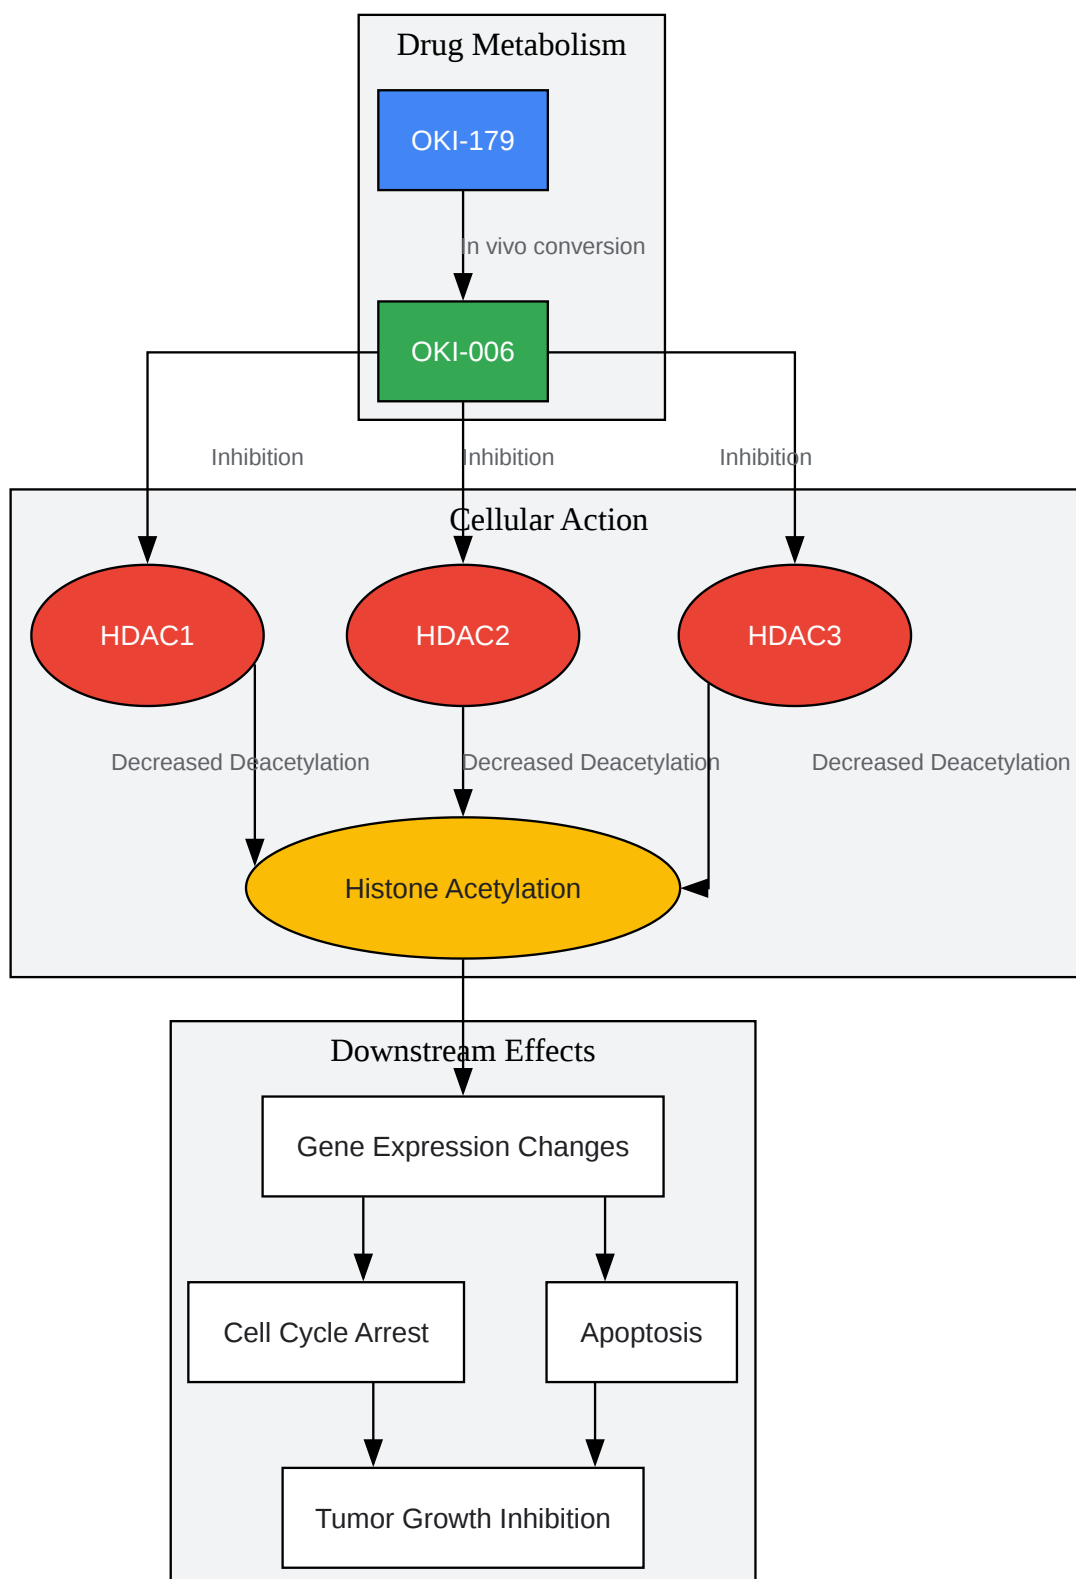 Drug Metabolism
OKI-179
In vivo conversion
OKI-006
Inhibition
Inhibition
Inhibition
Cellular Action
HDAC1
HDAC2
HDAC3
Decreased Deacetylation
Decreased Deacetylation
Decreased Deacetylation
Histone Acetylation
Downstream Effects
Gene Expression Changes
Cell Cycle Arrest
Apoptosis
Tumor Growth Inhibition